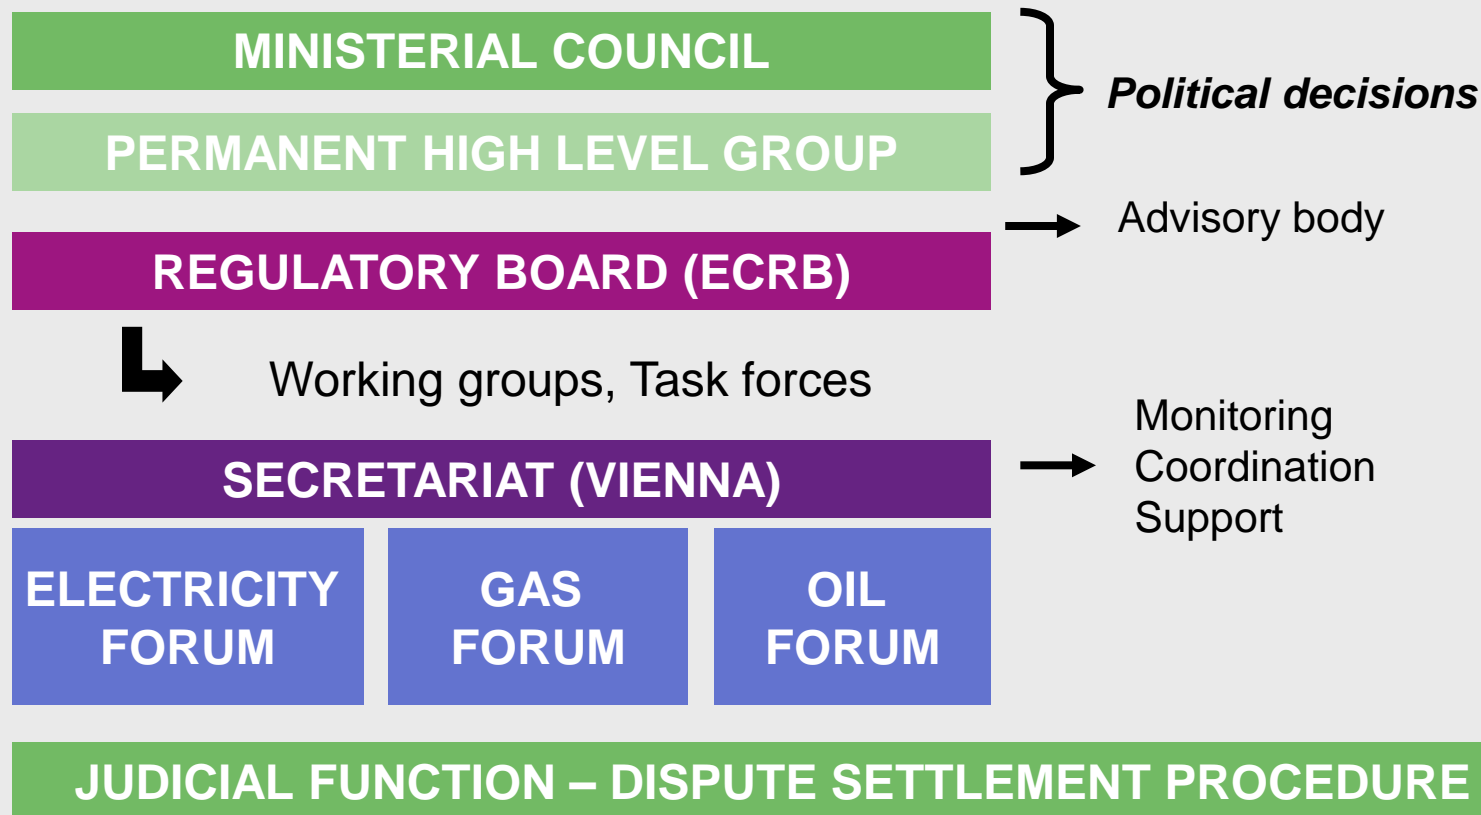 MINISTERIAL COUNCIL
Political decisions
PERMANENT HIGH LEVEL GROUP
Advisory body
REGULATORY BOARD (ECRB)
Working groups, Task forces
Monitoring
Coordination
Support
SECRETARIAT (VIENNA)
ELECTRICITY
FORUM
GAS
FORUM
OIL
FORUM
JUDICIAL FUNCTION – DISPUTE SETTLEMENT PROCEDURE